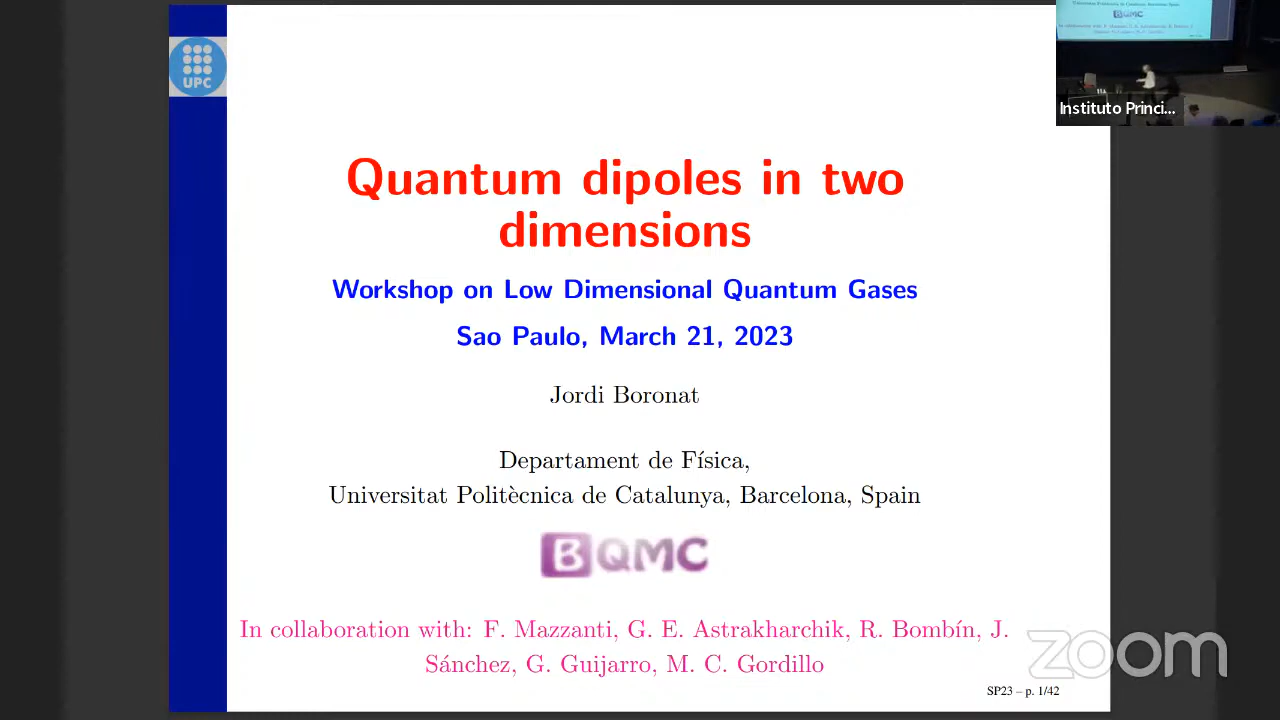 UPC
Quantum dipoles in two
dimensions
Workshop on Low Dimensional Quantum Gases
Sao Paulo, March 21, 2023
Jordi Boronat
Departament de Física,
Universitat Politècnica de Catalunya, Barcelona, Spain
BQMC
In collaboration with: F. Mazzanti, G. E. Astrakharchik, R. Bombín, J.
Sánchez, G. Guijarro, M. C. Gordillo
SP23 – p. 1/42
Instituto Princi...
zoom